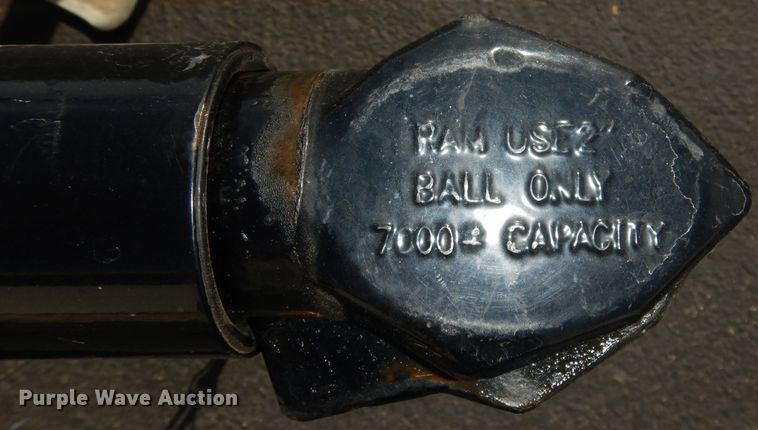 RAM USE 2"
BALL ONLY
7000# CAPACITY
Purple Wave Auction